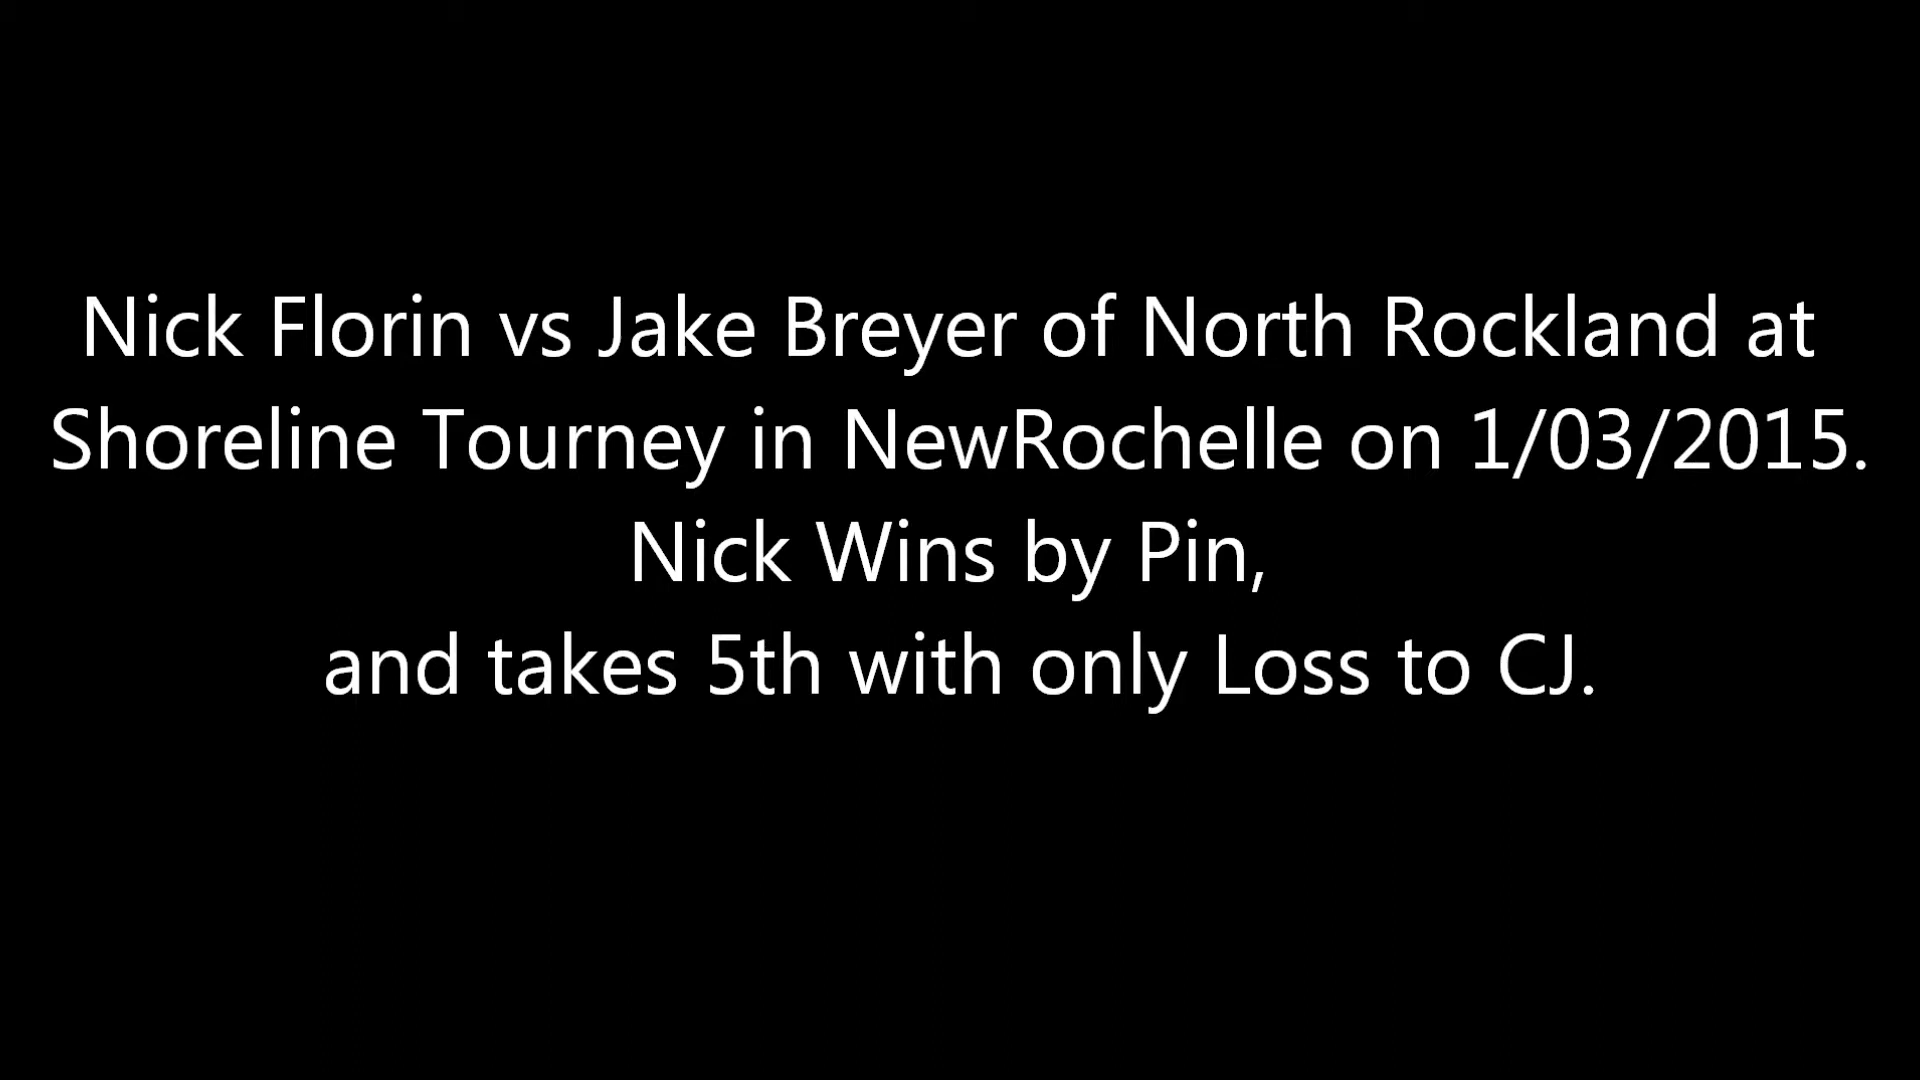 Nick Florin vs Jake Breyer of North Rockland at
Shoreline Tourney in NewRochelle on 1/03/2015.
Nick Wins by Pin,
and takes 5th with only Loss to CJ.